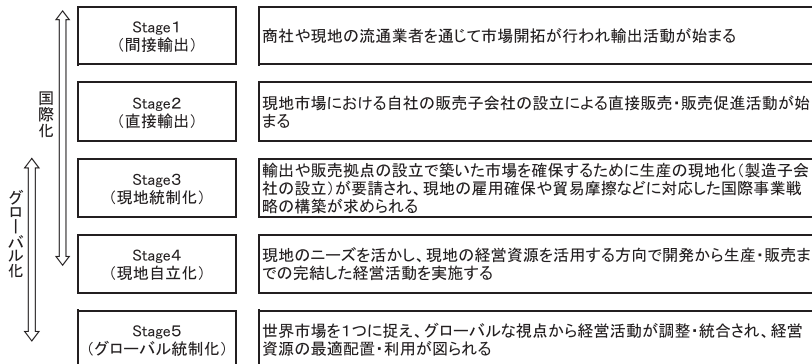 国際化
グローバル化
Stage1
（間接輸出）
商社や現地の流通業者を通じて市場開拓が行われ輸出活動が始まる
Stage2
（直接輸出）
現地市場における自社の販売子会社の設立による直接販売・販売促進活動が始
まる
Stage3
（現地統制化）
輸出や販売拠点の設立で築いた市場を確保するために生産の現地化（製造子会
社の設立）が要請され、現地の雇用確保や貿易摩擦などに対応した国際事業戦
略の構築が求められる
Stage4
（現地自立化）
現地のニーズを活かし、現地の経営資源を活用する方向で開発から生産・販売ま
での完結した経営活動を実施する
Stage5
（グローバル統制化）
世界市場を1つに捉え、グローバルな視点から経営活動が調整・統合され、経営
資源の最適配置・利用が図られる